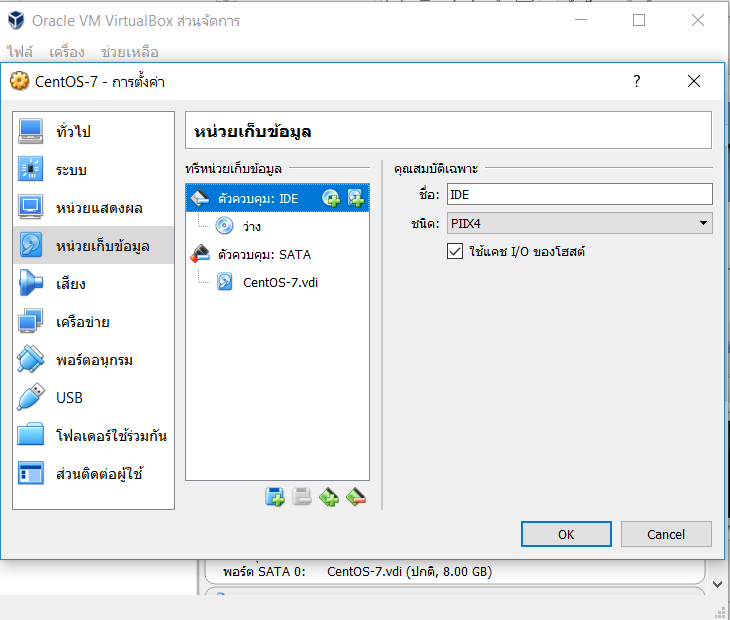 Oracle VM VirtualBox ส่วนจัดการ
ไฟล์ เครื่อง ช่วยเหลือ
CentOS-7 - การตั้งค่า
?
ทั่วไป
ระบบ
หน่วยแสดงผล
หน่วยเก็บข้อมูล
เสียง
เครือข่าย
พอร์ตอนุกรม
USB
โฟลเดอร์ใช้ร่วมกัน
ส่วนติดต่อผู้ใช้
หน่วยเก็บข้อมูล
ทรีหน่วยเก็บข้อมูล
ตัวควบคุม: IDE
ว่าง
ตัวควบคุม: SATA
CentOS-7.vdi
คุณสมบัติเฉพาะ
ชื่อ: IDE
ชนิด: PIIX4
ใช้แคช I/O ของโฮสต์
OK Cancel
พอร์ต SATA 0: CentOS-7.vdi (ปกติ, 8.00 GB)